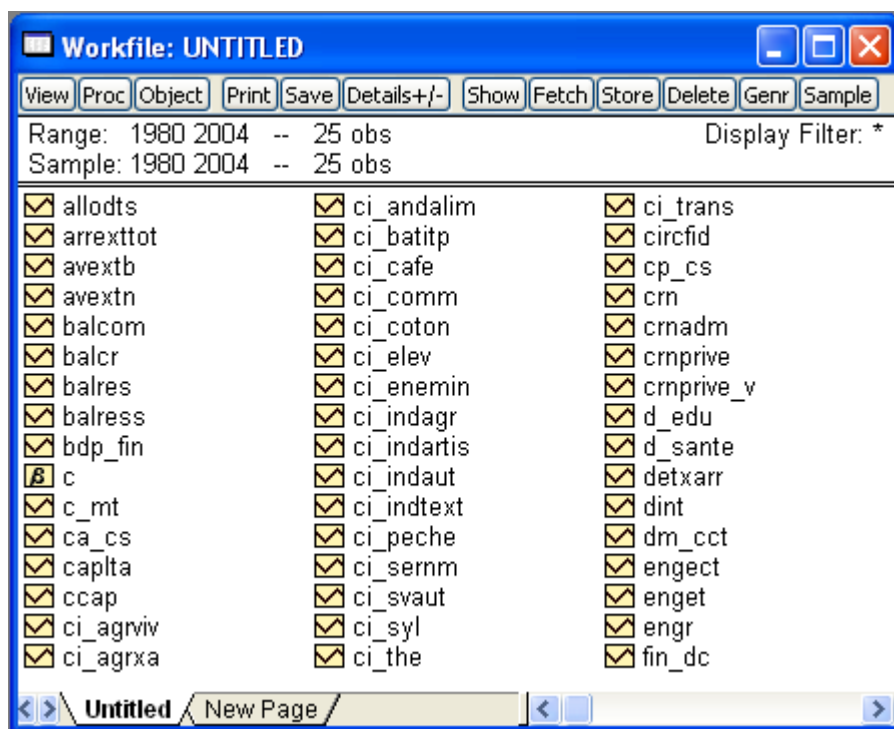 Workfile: UNTITLED
View Proc Object Print Save Details+/- Show Fetch Store Delete Genr Sample
Range: 1980 2004 -- 25 obs Display Filter: *
Sample: 1980 2004 -- 25 obs
allodts
arrexttot
avextb
avextn
balcom
balcr
balres
balress
bdp_fin
β c
c_mt
ca_cs
caplta
ccap
ci_agrviv
ci_agrxa
ci_andalim
ci_batitp
ci_cafe
ci_comm
ci_coton
ci_elev
ci_enemin
ci_indagr
ci_indartis
ci_indaut
ci_indtext
ci_peche
ci_sernm
ci_svaut
ci_syl
ci_the
ci_trans
circfid
cp_cs
crn
crnadm
crnprive
crnprive_v
d_edu
d_sante
detxarr
dint
dm_cct
engect
enget
engr
fin_dc
Untitled New Page